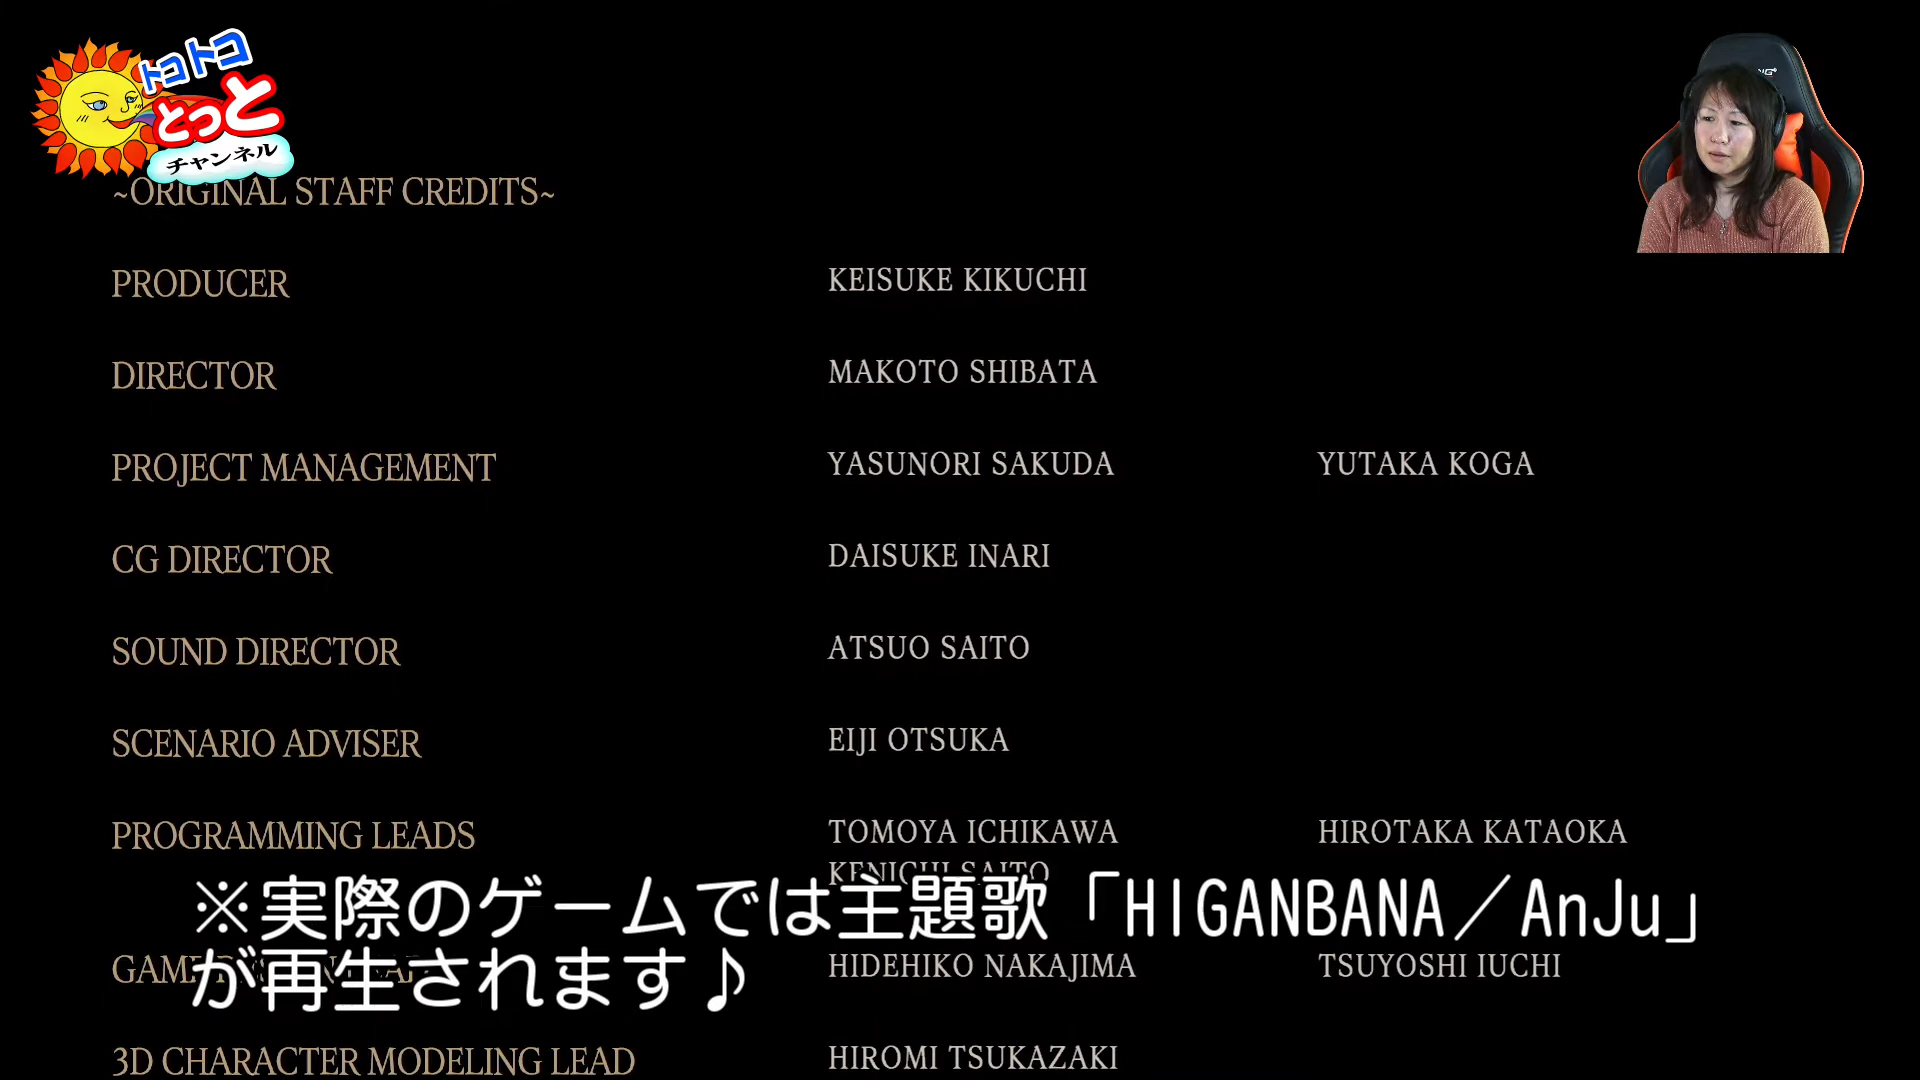 トコトコ
とっと
チャンネル
~ORIGINAL STAFF CREDITS~
PRODUCER KEISUKE KIKUCHI
DIRECTOR MAKOTO SHIBATA
PROJECT MANAGEMENT YASUNORI SAKUDA YUTAKA KOGA
CG DIRECTOR DAISUKE INARI
SOUND DIRECTOR ATSUO SAITO
SCENARIO ADVISER EIJI OTSUKA
PROGRAMMING LEADS TOMOYA ICHIKAWA HIROTAKA KATAOKA
KENICHI SAITO
※実際のゲームでは主題歌「HIGANBANA／AnJu」
が再生されます♪
GAME HIDEHIKO NAKAJIMA TSUYOSHI IUCHI
3D CHARACTER MODELING LEAD HIROMI TSUKAZAKI